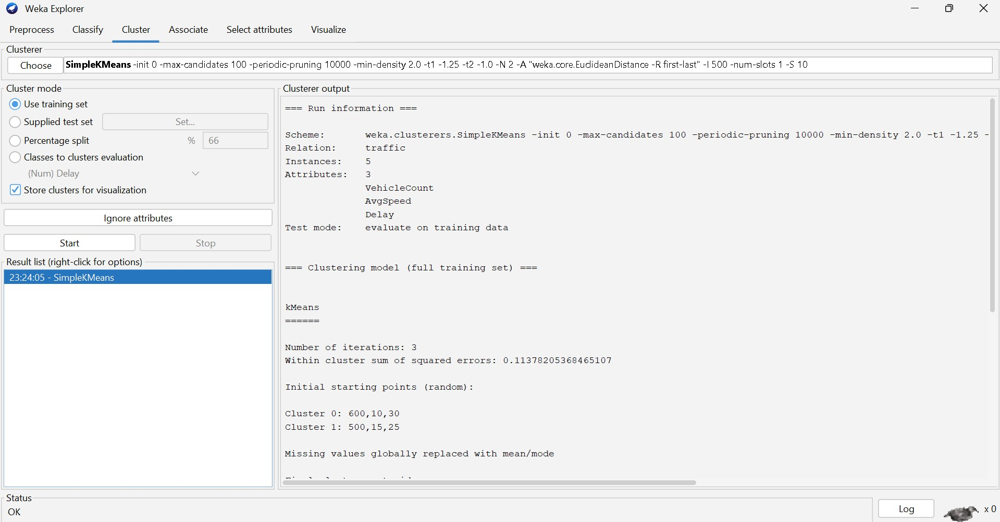 Weka Explorer
Preprocess Classify Cluster Associate Select attributes Visualize
Clusterer
Choose SimpleKMeans -init 0 -max-candidates 100 -periodic-pruning 10000 -min-density 2.0 -t1 -1.25 -t2 -1.0 -N 2 -A "weka.core.EuclideanDistance -R first-last" -I 500 -num-slots 1 -S 10
Cluster mode
Use training set
Supplied test set Set...
Percentage split % 66
Classes to clusters evaluation
(Num) Delay
Store clusters for visualization
Ignore attributes
Start Stop
Result list (right-click for options)
23:24:05 - SimpleKMeans
Clusterer output
=== Run information ===
Scheme: weka.clusterers.SimpleKMeans -init 0 -max-candidates 100 -periodic-pruning 10000 -min-density 2.0 -t1 -1.25 -
Relation: traffic
Instances: 5
Attributes: 3
VehicleCount
AvgSpeed
Delay
Test mode: evaluate on training data
=== Clustering model (full training set) ===
kMeans
======
Number of iterations: 3
Within cluster sum of squared errors: 0.11378205368465107
Initial starting points (random):
Cluster 0: 600,10,30
Cluster 1: 500,15,25
Missing values globally replaced with mean/mode
Status
OK
Log x 0